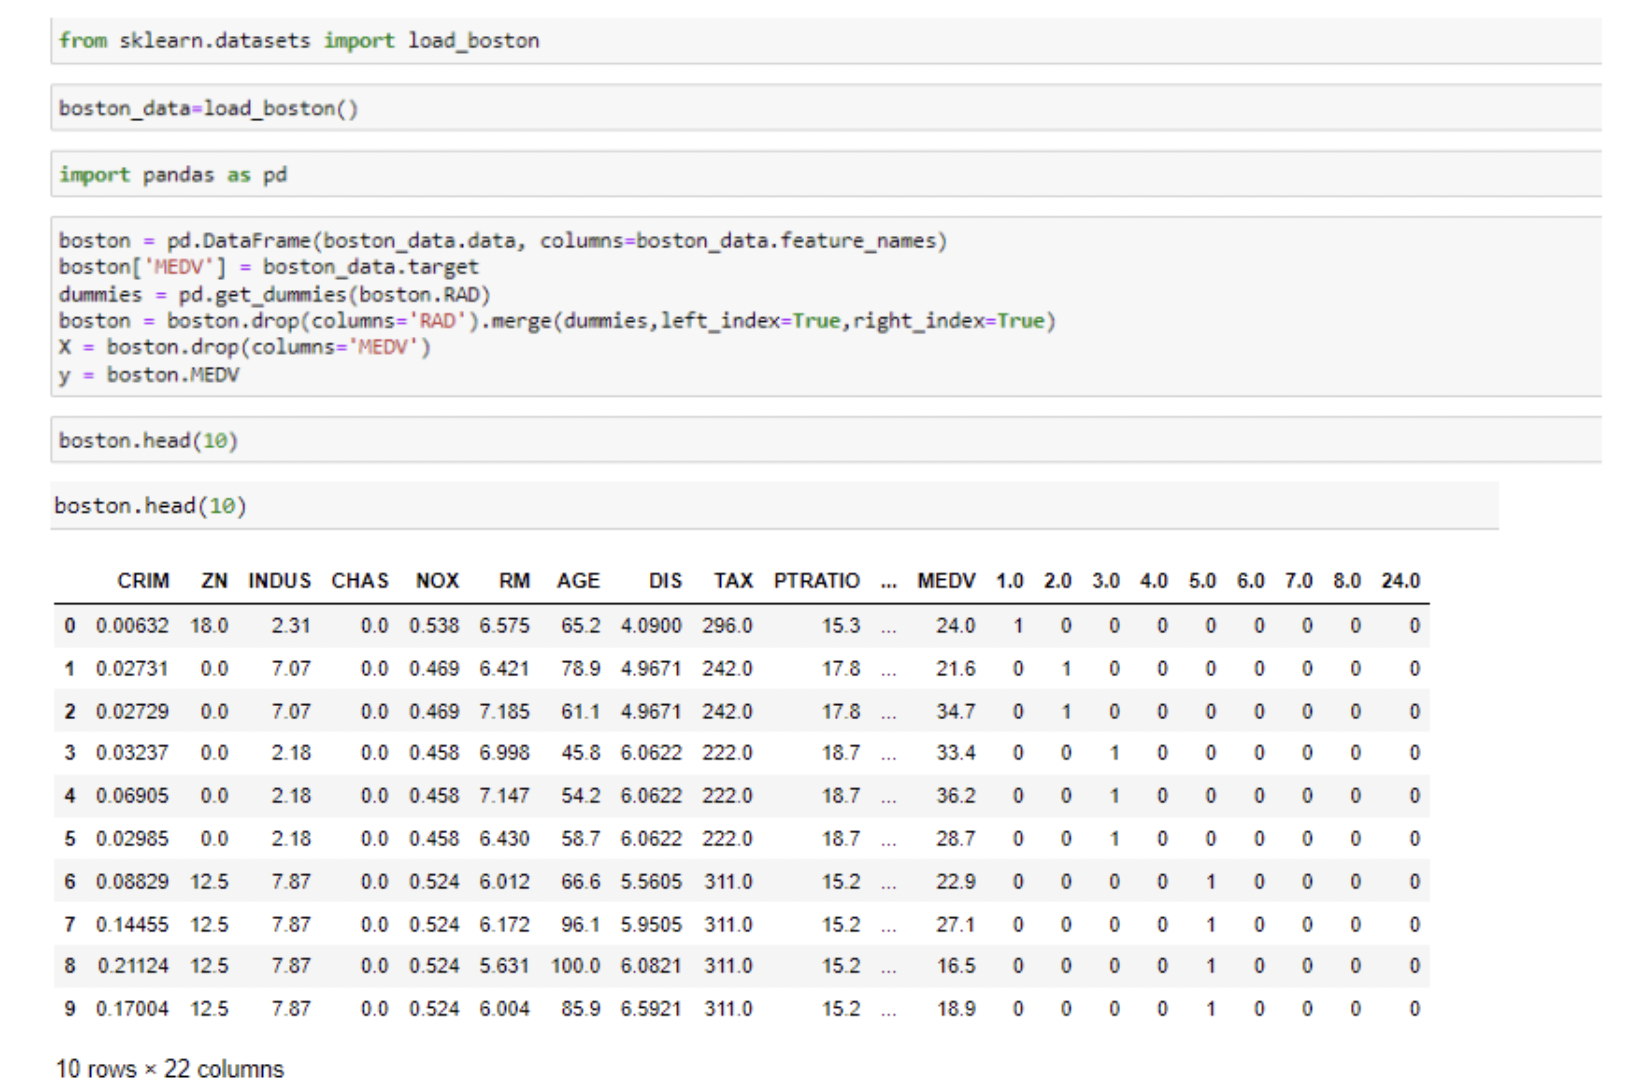 from sklearn.datasets import load_boston
boston_data=load_boston()
import pandas as pd
boston = pd.DataFrame(boston_data.data, columns=boston_data.feature_names)
boston['MEDV'] = boston_data.target
dummies = pd.get_dummies(boston.RAD)
boston = boston.drop(columns='RAD').merge(dummies,left_index=True,right_index=True)
X = boston.drop(columns='MEDV')
y = boston.MEDV
boston.head(10)
boston.head(10)
CRIM ZN INDUS CHAS NOX RM AGE DIS TAX PTRATIO ... MEDV 1.0 2.0 3.0 4.0 5.0 6.0 7.0 8.0 24.0
0 0.00632 18.0 2.31 0.0 0.538 6.575 65.2 4.0900 296.0 15.3 ... 24.0 1 0 0 0 0 0 0 0 0
1 0.02731 0.0 7.07 0.0 0.469 6.421 78.9 4.9671 242.0 17.8 ... 21.6 0 1 0 0 0 0 0 0 0
2 0.02729 0.0 7.07 0.0 0.469 7.185 61.1 4.9671 242.0 17.8 ... 34.7 0 1 0 0 0 0 0 0 0
3 0.03237 0.0 2.18 0.0 0.458 6.998 45.8 6.0622 222.0 18.7 ... 33.4 0 0 1 0 0 0 0 0 0
4 0.06905 0.0 2.18 0.0 0.458 7.147 54.2 6.0622 222.0 18.7 ... 36.2 0 0 1 0 0 0 0 0 0
5 0.02985 0.0 2.18 0.0 0.458 6.430 58.7 6.0622 222.0 18.7 ... 28.7 0 0 1 0 0 0 0 0 0
6 0.08829 12.5 7.87 0.0 0.524 6.012 66.6 5.5605 311.0 15.2 ... 22.9 0 0 0 0 1 0 0 0 0
7 0.14455 12.5 7.87 0.0 0.524 6.172 96.1 5.9505 311.0 15.2 ... 27.1 0 0 0 0 1 0 0 0 0
8 0.21124 12.5 7.87 0.0 0.524 5.631 100.0 6.0821 311.0 15.2 ... 16.5 0 0 0 0 1 0 0 0 0
9 0.17004 12.5 7.87 0.0 0.524 6.004 85.9 6.5921 311.0 15.2 ... 18.9 0 0 0 0 1 0 0 0 0
10 rows × 22 columns